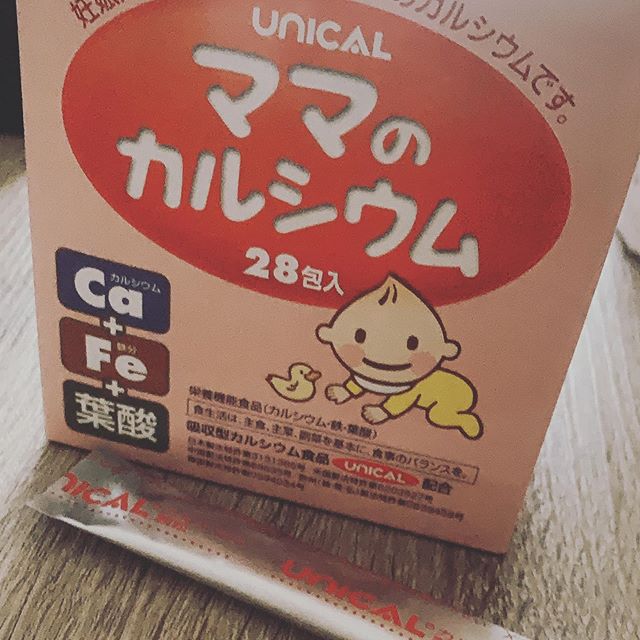 妊娠
カルシウムです。
UNICAL
ママの
カルシウム
28包入
カルシウム
Ca
+
鉄分
Fe
+
葉酸
栄養機能食品(カルシウム・鉄・葉酸)
食生活は、主食、主菜、副菜を基本に、食事のバランスを。
吸収型カルシウム食品 UNICAL 配合
UNICAL
UNICAL